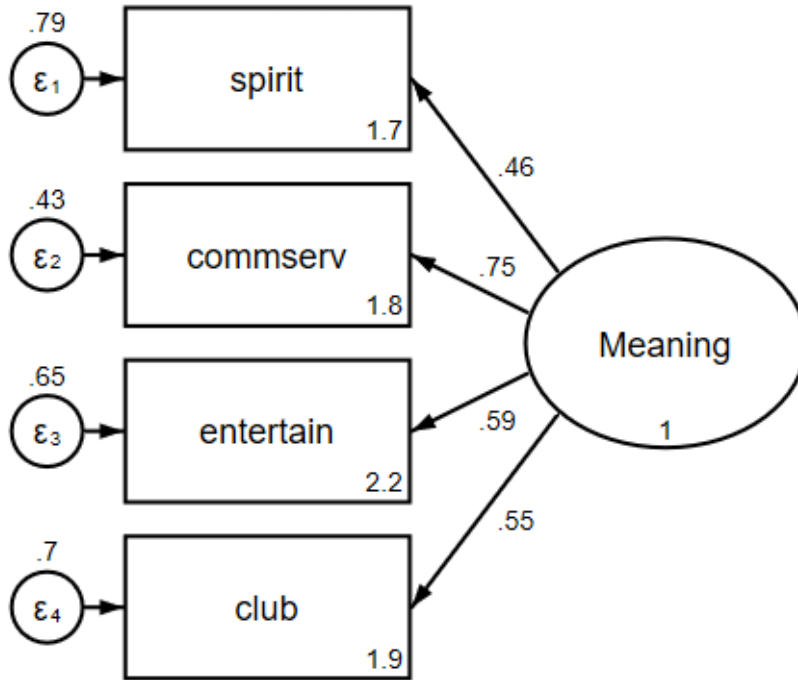 .79
ε1
spirit
1.7
.46
.43
ε2
commserv
1.8
.75
Meaning
1
.65
ε3
entertain
2.2
.59
.55
.7
ε4
club
1.9